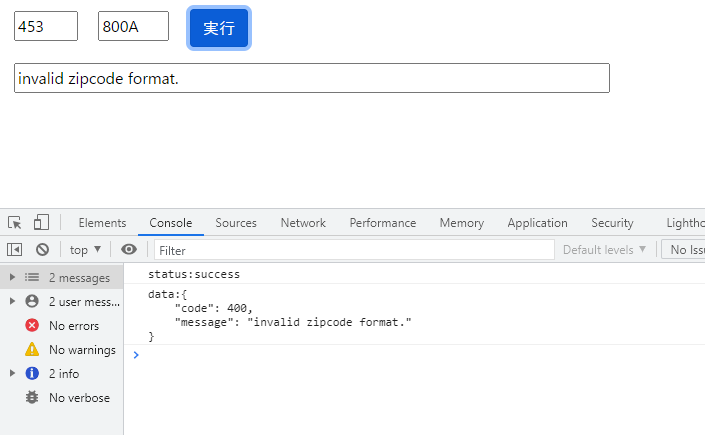 453 800A 実行
invalid zipcode format.
Elements Console Sources Network Performance Memory Application Security Lightho
top ▼ Filter Default levels ▼ No Issu
2 messages
2 user mess...
No errors
No warnings
2 info
No verbose
status:success
data:{
"code": 400,
"message": "invalid zipcode format."
}
>